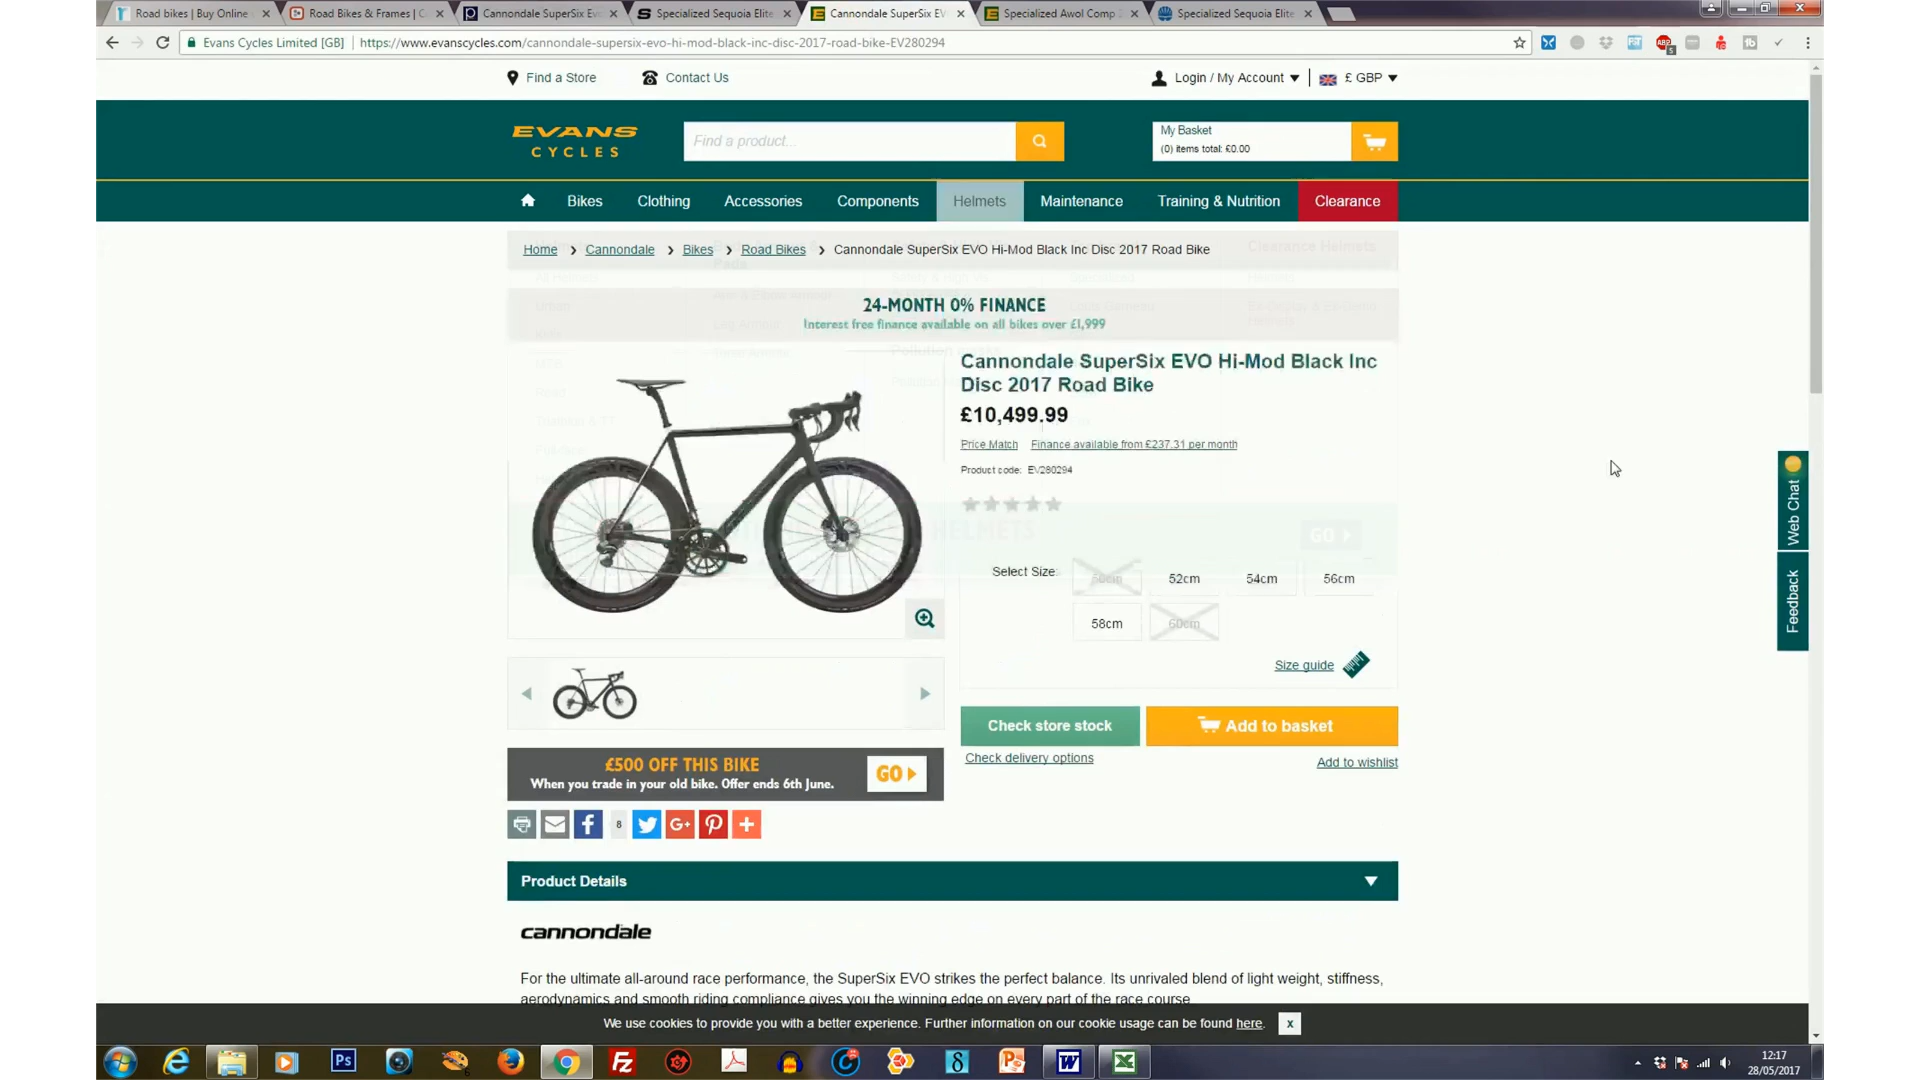 Road bikes | Buy Online
Road Bikes & Frames | C
Cannondale SuperSix Evo
Specialized Sequoia Elite
Cannondale SuperSix EV
Specialized Awol Comp
Specialized Sequoia Elite
Evans Cycles Limited [GB] | https://www.evanscycles.com/cannondale-supersix-evo-hi-mod-black-inc-disc-2017-road-bike-EV280294
Find a Store
Contact Us
Login / My Account
£ GBP
EVANS
CYCLES
Find a product...
My Basket
(0) items total: £0.00
Bikes
Clothing
Accessories
Components
Helmets
Maintenance
Training & Nutrition
Clearance
Home > Cannondale > Bikes > Road Bikes > Cannondale SuperSix EVO Hi-Mod Black Inc Disc 2017 Road Bike
24-MONTH 0% FINANCE
Interest free finance available on all bikes over £1,999
Cannondale SuperSix EVO Hi-Mod Black Inc
Disc 2017 Road Bike
£10,499.99
Price Match
Finance available from £237.31 per month
Product code: EV280294
HELMETS
GO
Select Size:
52cm
54cm
56cm
58cm
60cm
Size guide
Check store stock
Add to basket
Check delivery options
Add to wishlist
£500 OFF THIS BIKE
When you trade in your old bike. Offer ends 6th June.
GO
8
G+
Web Chat
Feedback
Product Details
cannondale
For the ultimate all-around race performance, the SuperSix EVO strikes the perfect balance. Its unrivaled blend of light weight, stiffness,
aerodynamics and smooth riding compliance gives you the winning edge on every part of the race course
We use cookies to provide you with a better experience. Further information on our cookie usage can be found here.
x
Ps
Fz
12:17
28/05/2017